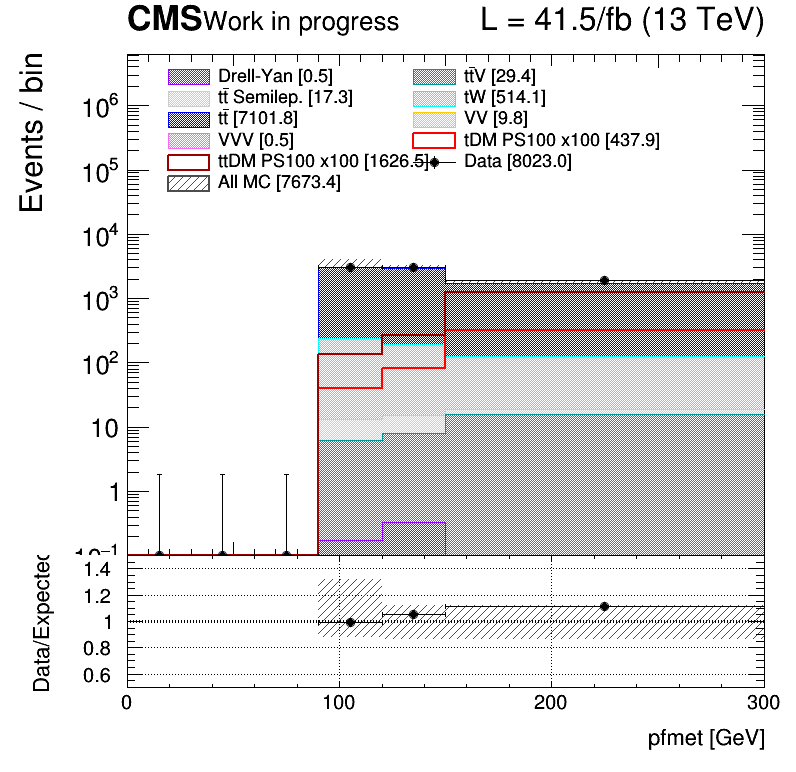 CMS Work in progress L = 41.5/fb (13 TeV)
Events / bin
Drell-Yan [0.5]
tt̄V [29.4]
tt̄ Semilep. [17.3]
tW [514.1]
tt̄ [7101.8]
VV [9.8]
VVV [0.5]
tDM PS100 x100 [437.9]
ttDM PS100 x100 [1626.5]
Data [8023.0]
All MC [7673.4]
10⁶
10⁵
10⁴
10³
10²
10
1
10⁻¹
Data/Expected
1.4
1.2
1
0.8
0.6
0 100 200 300
pfmet [GeV]